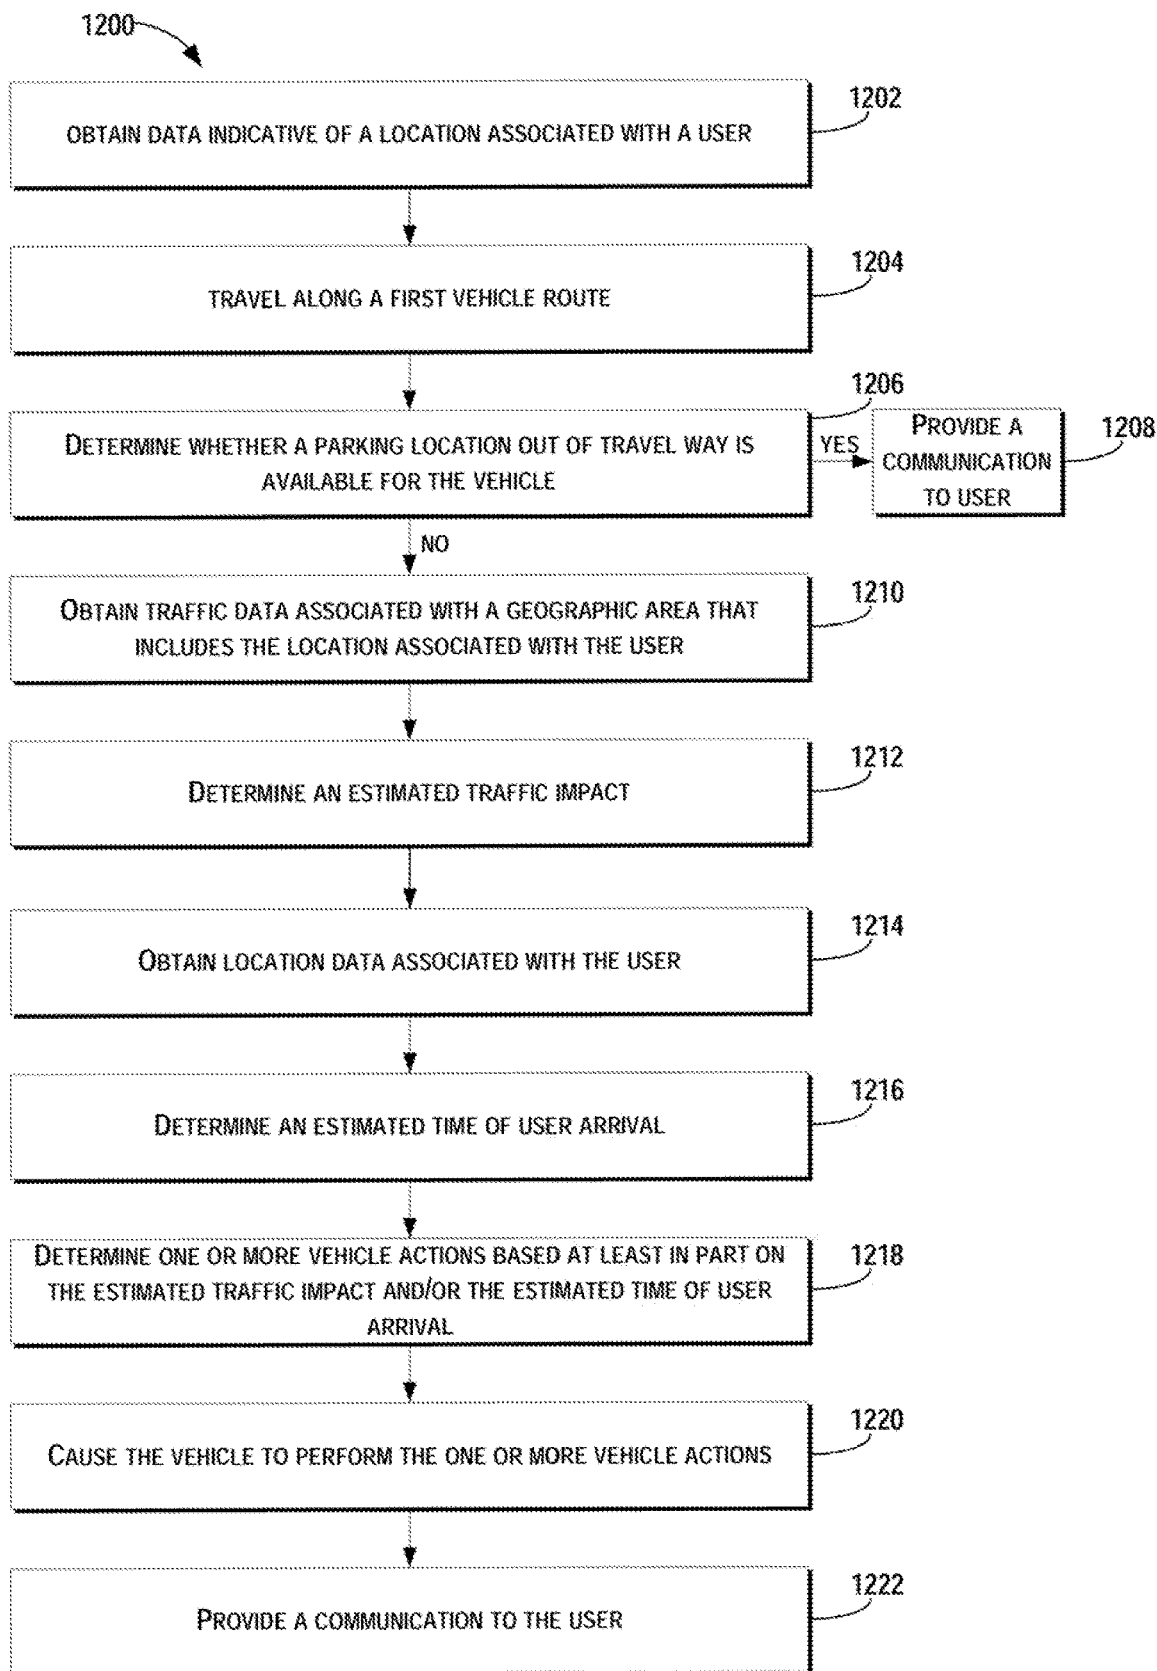 1200
OBTAIN DATA INDICATIVE OF A LOCATION ASSOCIATED WITH A USER
1202
TRAVEL ALONG A FIRST VEHICLE ROUTE
1204
DETERMINE WHETHER A PARKING LOCATION OUT OF TRAVEL WAY IS
AVAILABLE FOR THE VEHICLE
1206
YES
PROVIDE A
COMMUNICATION
TO USER
1208
NO
OBTAIN TRAFFIC DATA ASSOCIATED WITH A GEOGRAPHIC AREA THAT
INCLUDES THE LOCATION ASSOCIATED WITH THE USER
1210
DETERMINE AN ESTIMATED TRAFFIC IMPACT
1212
OBTAIN LOCATION DATA ASSOCIATED WITH THE USER
1214
DETERMINE AN ESTIMATED TIME OF USER ARRIVAL
1216
DETERMINE ONE OR MORE VEHICLE ACTIONS BASED AT LEAST IN PART ON
THE ESTIMATED TRAFFIC IMPACT AND/OR THE ESTIMATED TIME OF USER
ARRIVAL
1218
CAUSE THE VEHICLE TO PERFORM THE ONE OR MORE VEHICLE ACTIONS
1220
PROVIDE A COMMUNICATION TO THE USER
1222